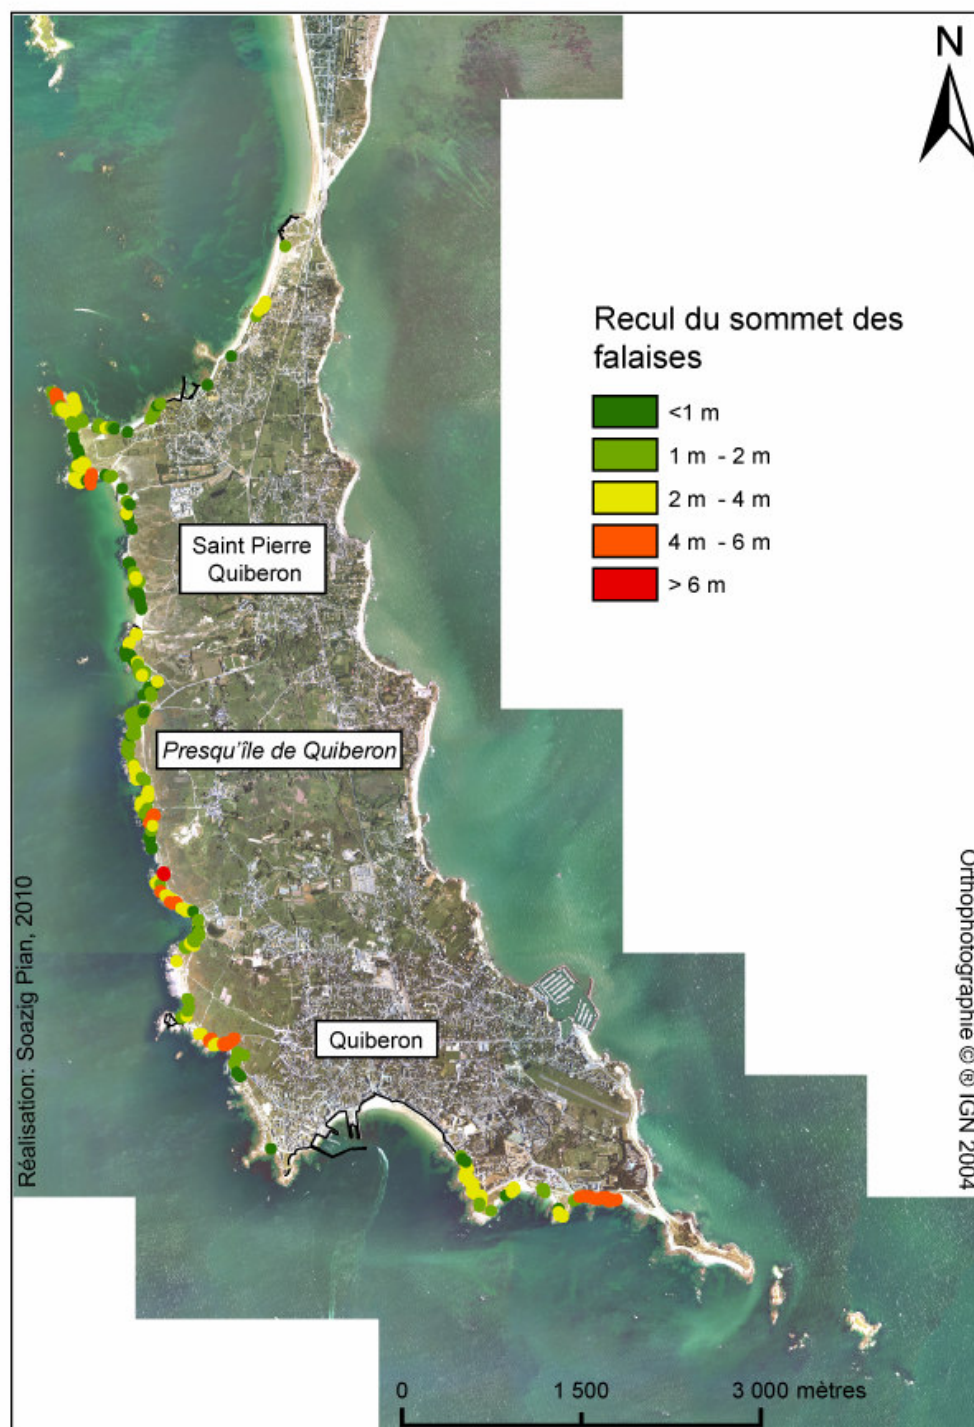 N
Recul du sommet des
falaises
<1 m
1 m - 2 m
2 m - 4 m
4 m - 6 m
> 6 m
Saint Pierre
Quiberon
Presqu'île de Quiberon
Quiberon
Réalisation: Soazig Pian, 2010
Orthophotographie © ® IGN 2004
0 1 500 3 000 mètres